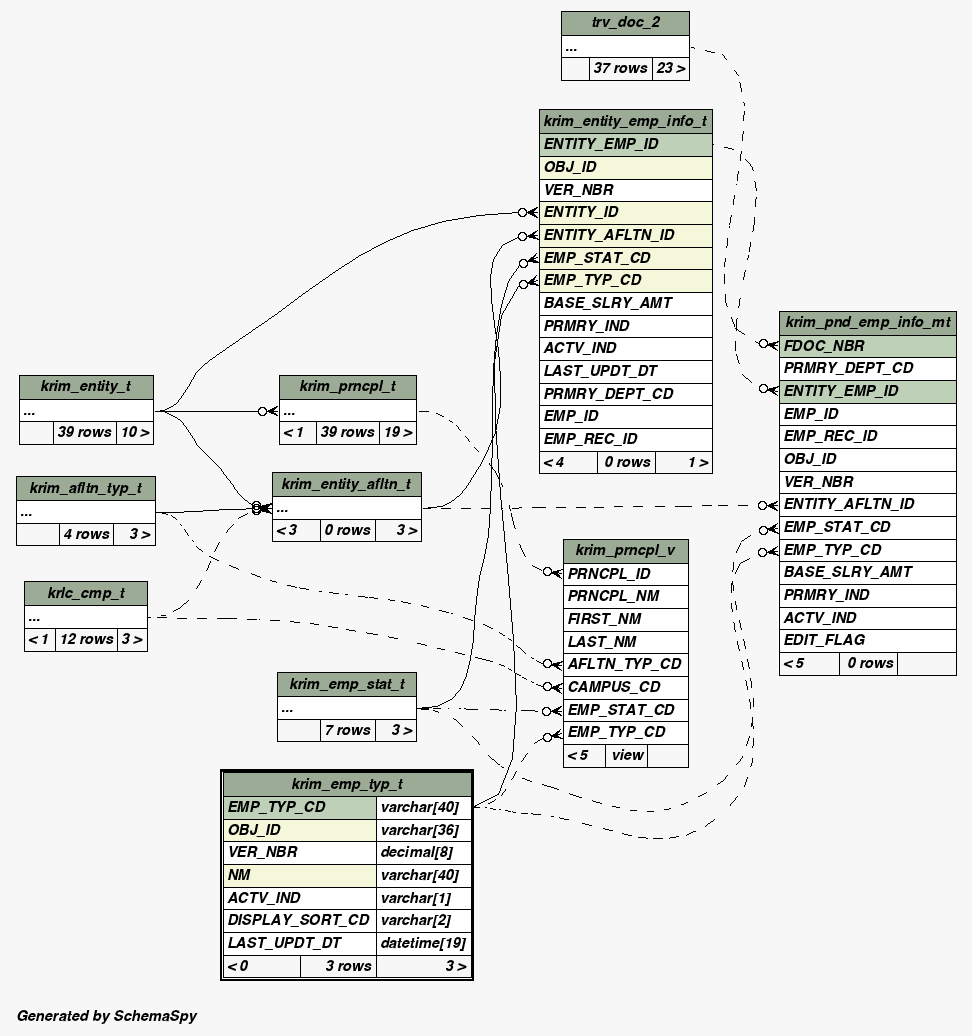 trv_doc_2
...
37 rows 23 >
krim_entity_emp_info_t
ENTITY_EMP_ID
OBJ_ID
VER_NBR
ENTITY_ID
ENTITY_AFLTN_ID
EMP_STAT_CD
EMP_TYP_CD
BASE_SLRY_AMT
PRMRY_IND
ACTV_IND
LAST_UPDT_DT
PRMRY_DEPT_CD
EMP_ID
EMP_REC_ID
< 4 0 rows 1 >
krim_pnd_emp_info_mt
FDOC_NBR
PRMRY_DEPT_CD
ENTITY_EMP_ID
EMP_ID
EMP_REC_ID
OBJ_ID
VER_NBR
ENTITY_AFLTN_ID
EMP_STAT_CD
EMP_TYP_CD
BASE_SLRY_AMT
PRMRY_IND
ACTV_IND
EDIT_FLAG
< 5 0 rows
krim_entity_t
...
39 rows 10 >
krim_prncpl_t
...
< 1 39 rows 19 >
krim_afltn_typ_t
...
4 rows 3 >
krim_entity_afltn_t
...
< 3 0 rows 3 >
krim_prncpl_v
PRNCPL_ID
PRNCPL_NM
FIRST_NM
LAST_NM
AFLTN_TYP_CD
CAMPUS_CD
EMP_STAT_CD
EMP_TYP_CD
< 5 view
krlc_cmp_t
...
< 1 12 rows 3 >
krim_emp_stat_t
...
7 rows 3 >
krim_emp_typ_t
EMP_TYP_CD varchar[40]
OBJ_ID varchar[36]
VER_NBR decimal[8]
NM varchar[40]
ACTV_IND varchar[1]
DISPLAY_SORT_CD varchar[2]
LAST_UPDT_DT datetime[19]
< 0 3 rows 3 >
Generated by SchemaSpy